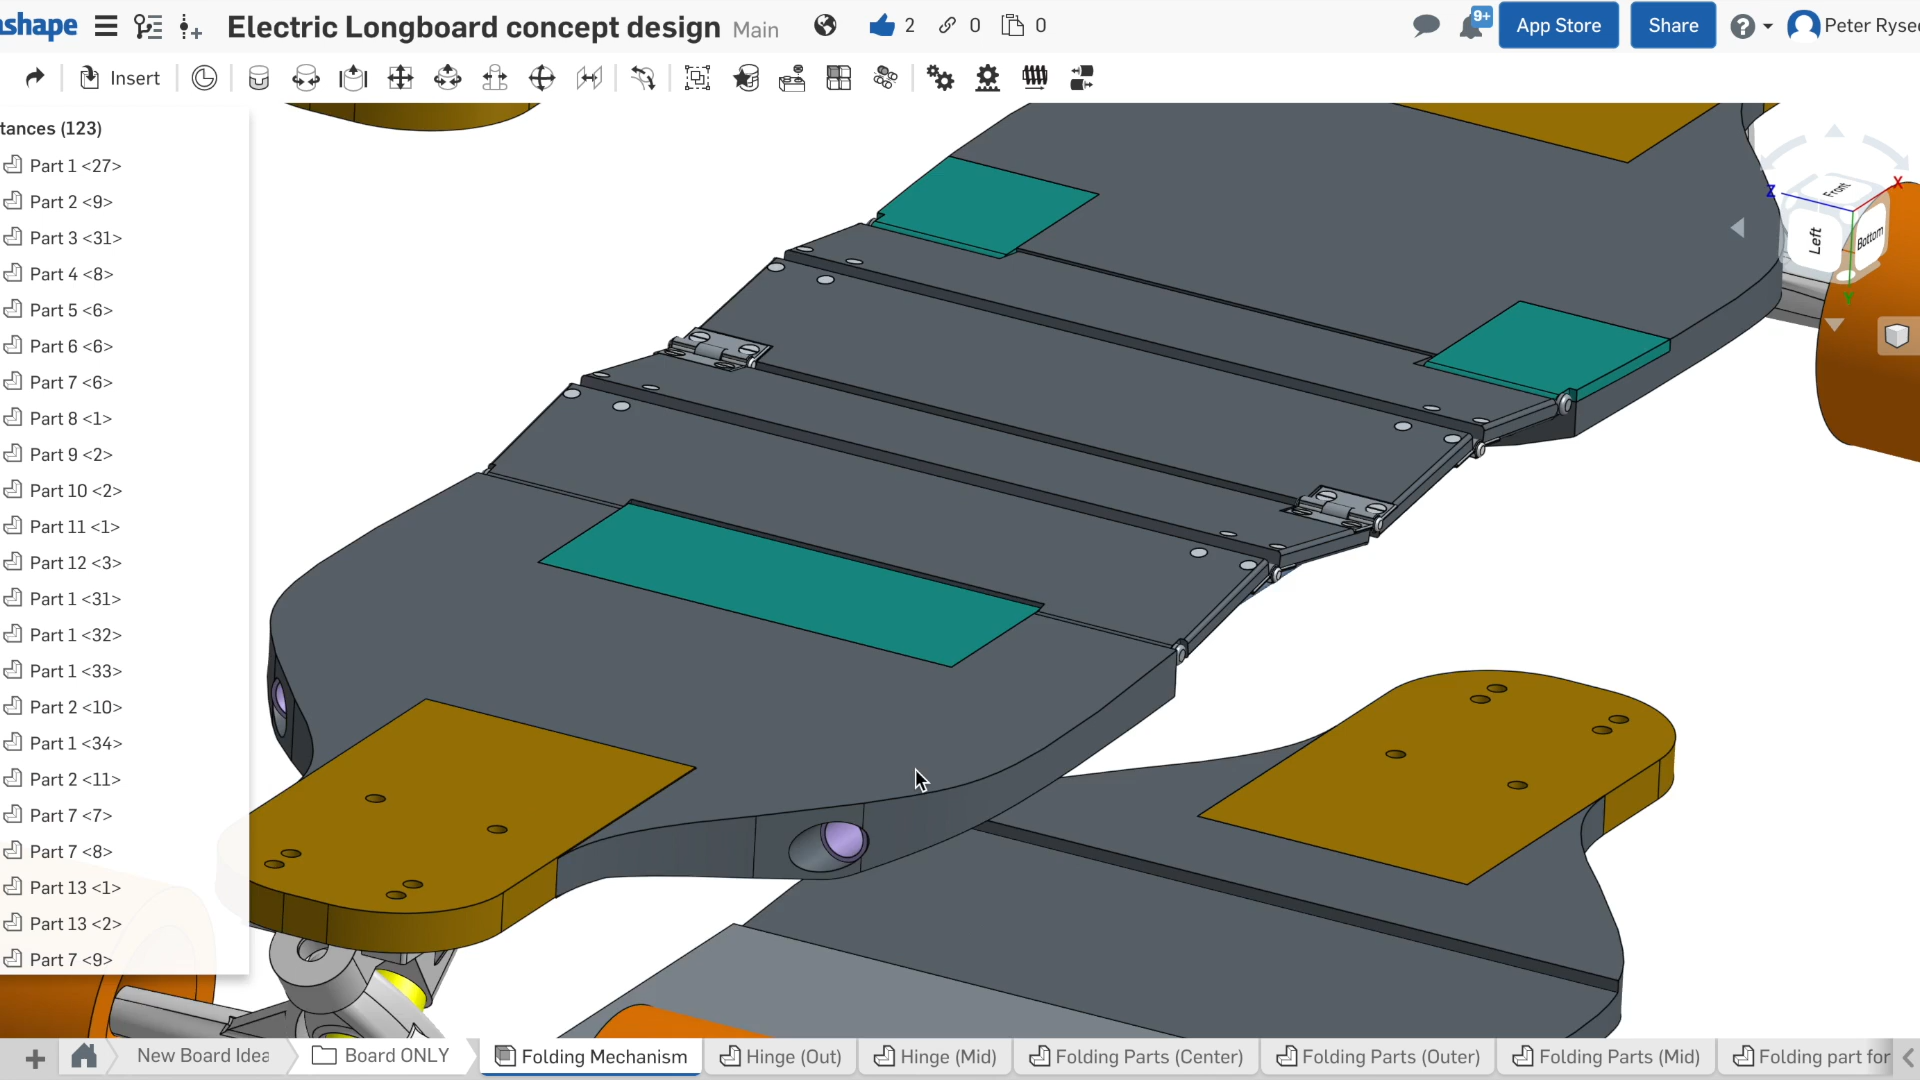 shape Electric Longboard concept design Main 2 0 0 9+ App Store Share ? Peter Ryse
Insert
tances (123)
Part 1 <27>
Part 2 <9>
Part 3 <31>
Part 4 <8>
Part 5 <6>
Part 6 <6>
Part 7 <6>
Part 8 <1>
Part 9 <2>
Part 10 <2>
Part 11 <1>
Part 12 <3>
Part 1 <31>
Part 1 <32>
Part 1 <33>
Part 2 <10>
Part 1 <34>
Part 2 <11>
Part 7 <7>
Part 7 <8>
Part 13 <1>
Part 13 <2>
Part 7 <9>
Z
X
Front
Left
Bottom
Y
New Board Idea Board ONLY Folding Mechanism Hinge (Out) Hinge (Mid) Folding Parts (Center) Folding Parts (Outer) Folding Parts (Mid) Folding part for